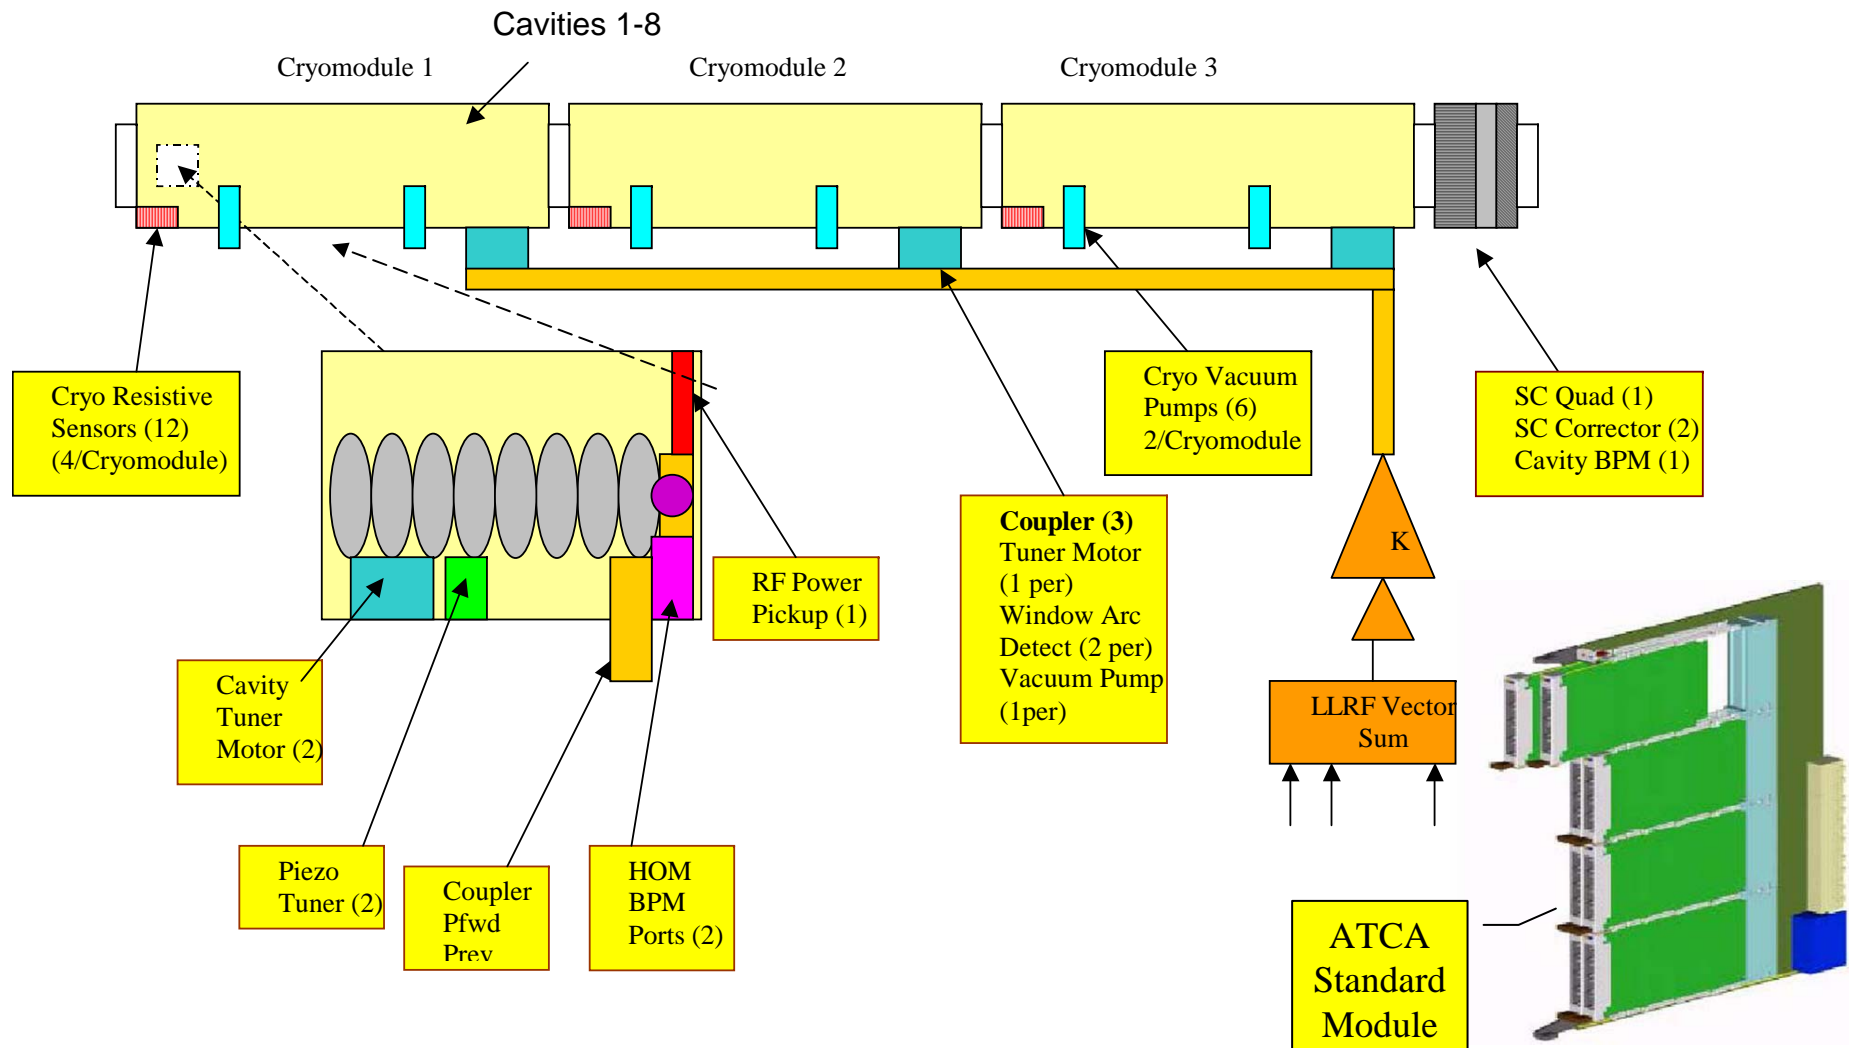 Cavities 1-8
Cryomodule 1
Cryomodule 2
Cryomodule 3
Cryo Resistive
Sensors (12)
(4/Cryomodule)
Cryo Vacuum
Pumps (6)
2/Cryomodule
SC Quad (1)
SC Corrector (2)
Cavity BPM (1)
Coupler (3)
Tuner Motor
(1 per)
Window Arc
Detect (2 per)
Vacuum Pump
(1per)
K
RF Power
Pickup (1)
LLRF Vector
Sum
Cavity
Tuner
Motor (2)
Piezo
Tuner (2)
Coupler
Pfwd
Prev
HOM
BPM
Ports (2)
ATCA
Standard
Module